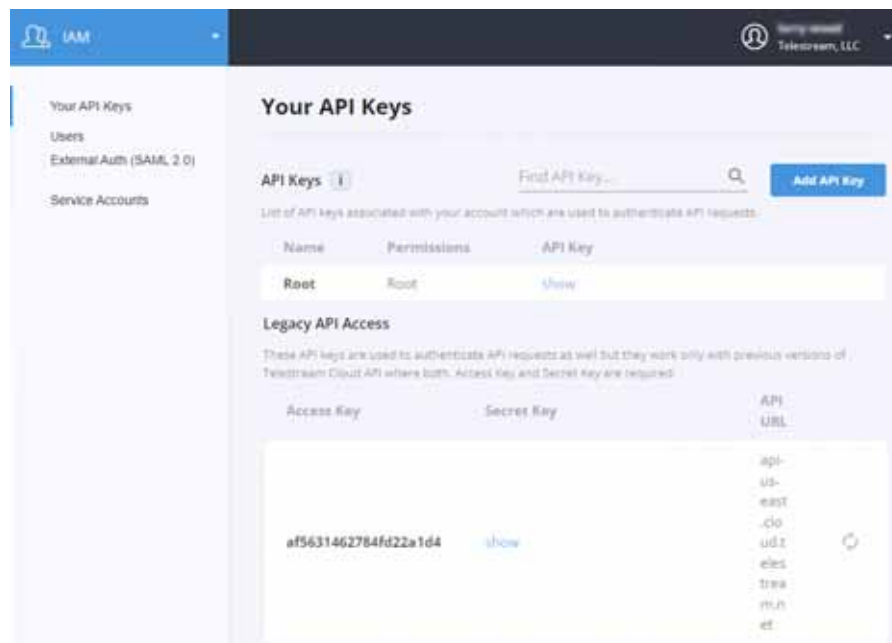 IAM
Telestream, LLC
Your API Keys
Users
External Auth (SAML 2.0)
Service Accounts
Your API Keys
API Keys i
Find API Key...
Add API Key
List of API keys associated with your account which are used to authenticate API requests.
Name Permissions API Key
Root Root show
Legacy API Access
These API keys are used to authenticate API requests as well but they work only with previous versions of
Telestream Cloud API where both, Access Key and Secret Key are required
Access Key Secret Key API
URL
api-
us-
east
.clo
af5631462784fd22a1d4 show ud.t
eles
trea
m.n
et